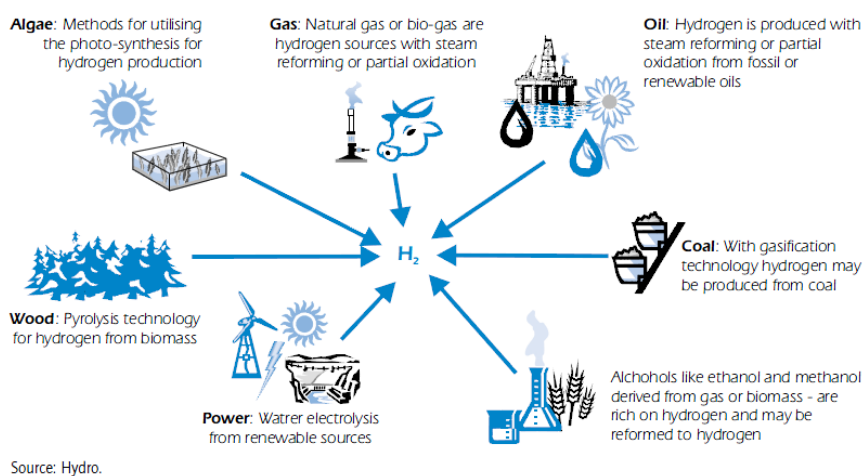 Algae: Methods for utilising
the photo-synthesis for
hydrogen production
Gas: Natural gas or bio-gas are
hydrogen sources with steam
reforming or partial oxidation
Oil: Hydrogen is produced with
steam reforming or partial
oxidation from fossil or
renewable oils
H2
Coal: With gasification
technology hydrogen may
be produced from coal
Wood: Pyrolysis technology
for hydrogen from biomass
Power: Watrer electrolysis
from renewable sources
Alchohols like ethanol and methanol
derived from gas or biomass - are
rich on hydrogen and may be
reformed to hydrogen
Source: Hydro.